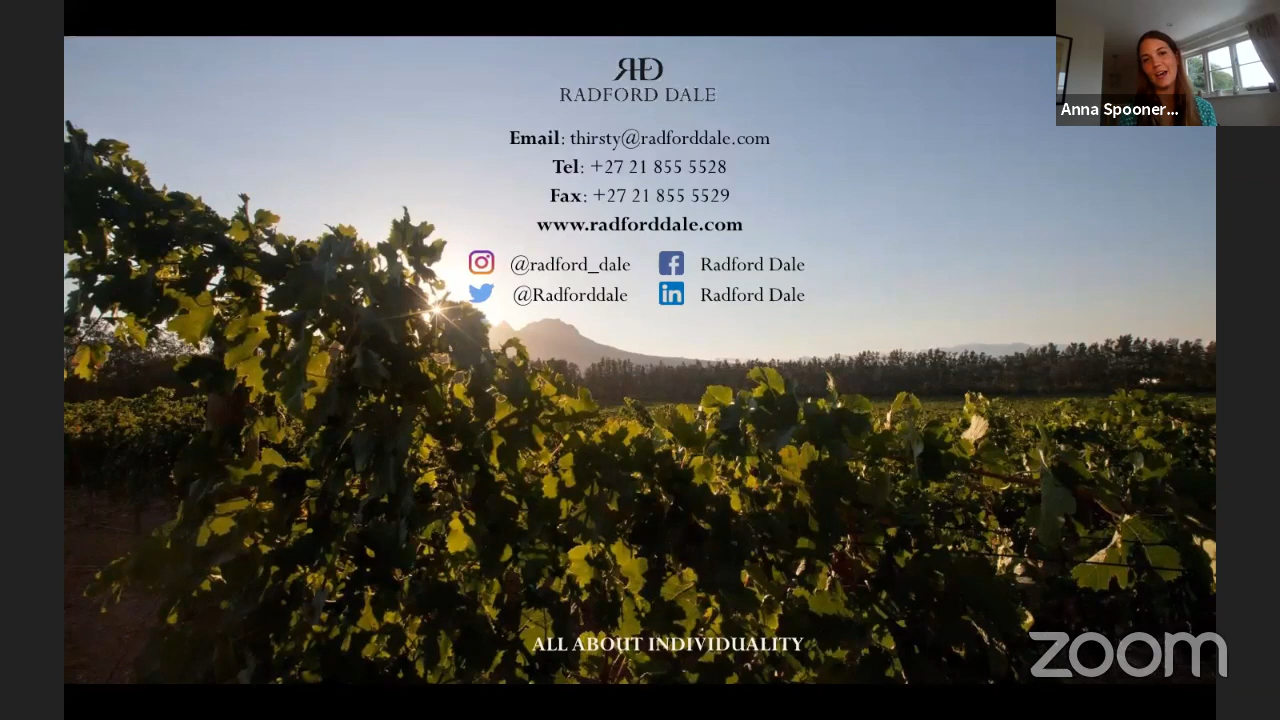 RD
RADFORD DALE
Email: thirsty@radforddale.com
Tel: +27 21 855 5528
Fax: +27 21 855 5529
www.radforddale.com
@radford_dale
Radford Dale
@Radforddale
Radford Dale
ALL ABOUT INDIVIDUALITY
Anna Spooner...
zoom